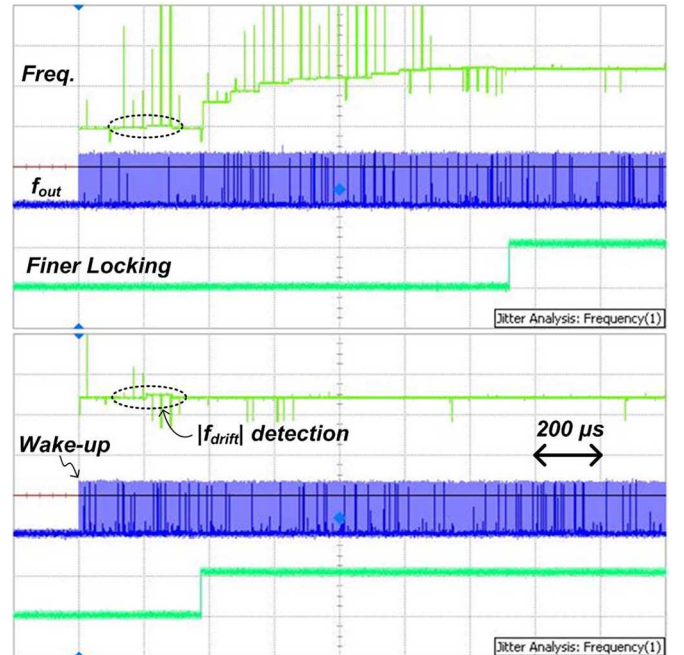 Freq.
fout
Finer Locking
Jitter Analysis: Frequency(1)
|fdrift| detection
200 µs
Wake-up
Jitter Analysis: Frequency(1)